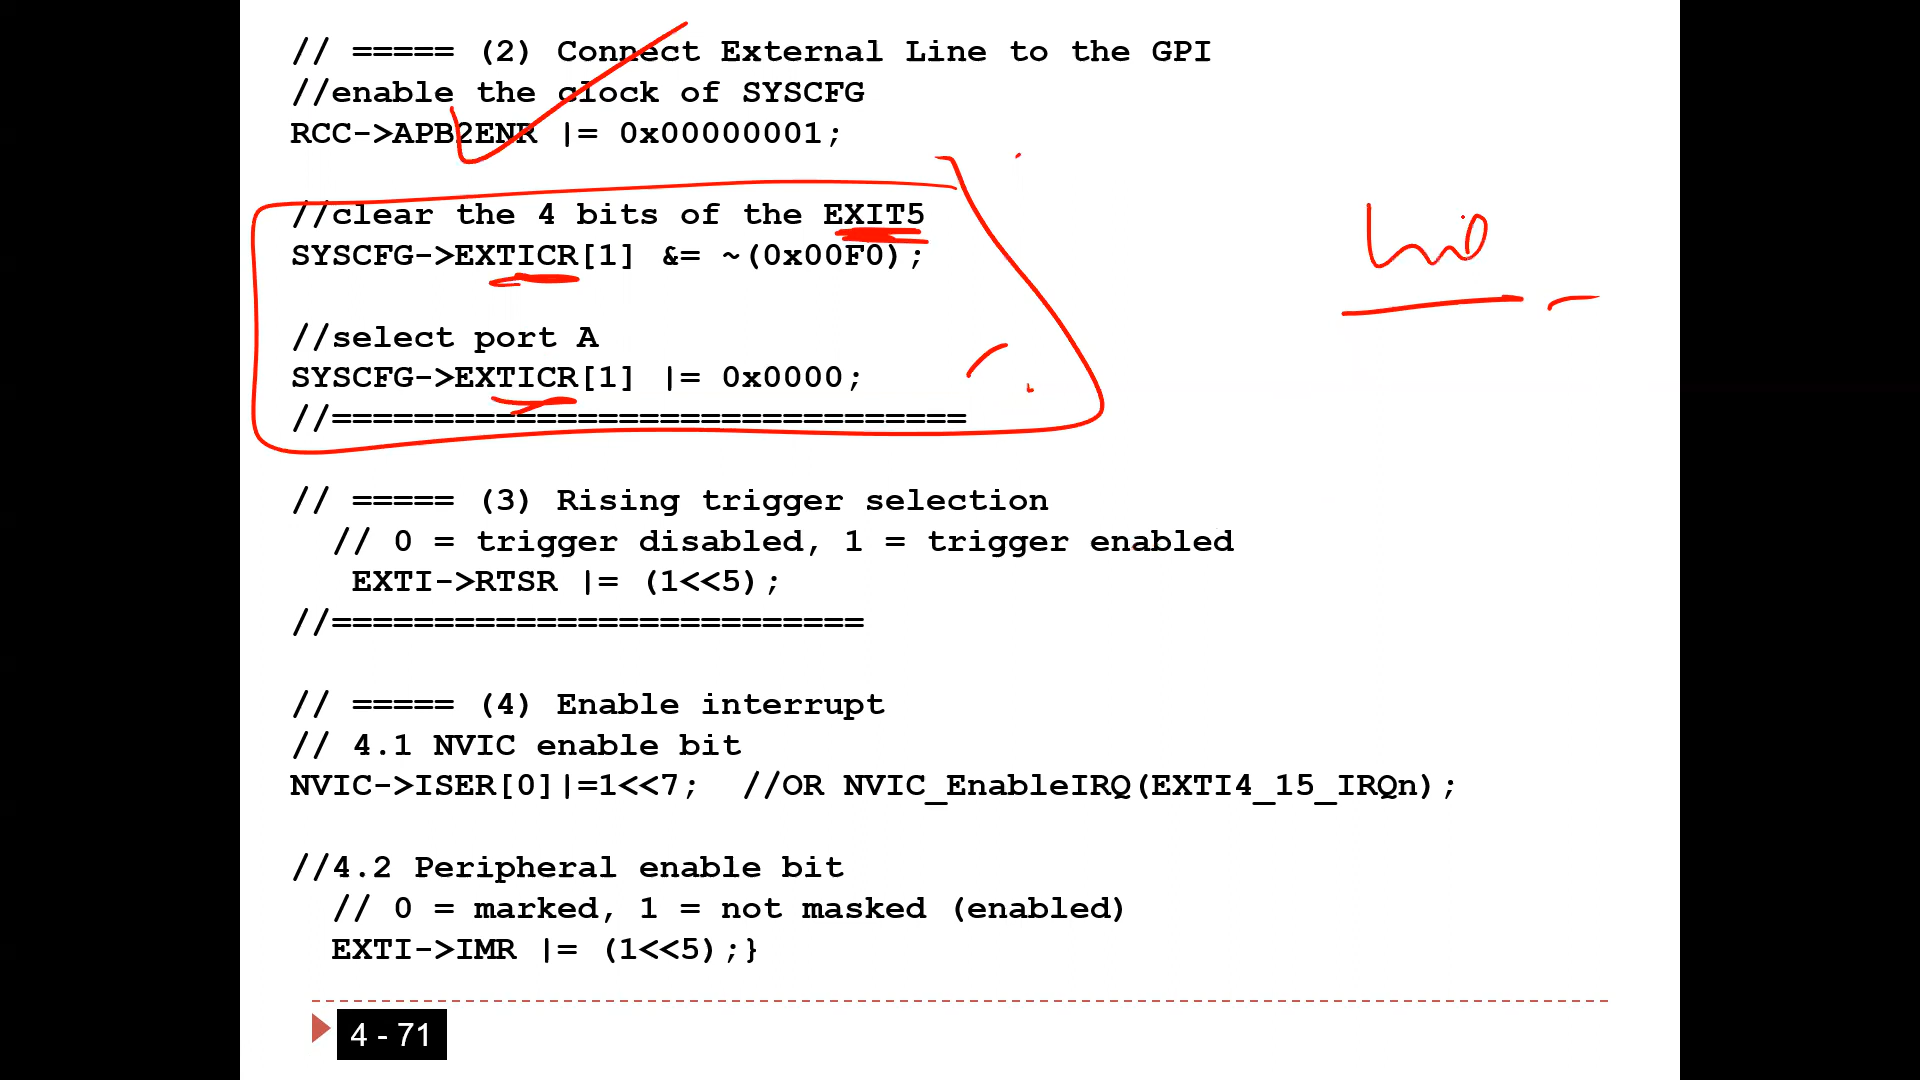 // ===== (2) Connect External Line to the GPI
//enable the clock of SYSCFG
RCC->APB2ENR |= 0x00000001;
//clear the 4 bits of the EXIT5
SYSCFG->EXTICR[1] &= ~(0x00F0);
//select port A
SYSCFG->EXTICR[1] |= 0x0000;
//===============================
// ===== (3) Rising trigger selection
// 0 = trigger disabled, 1 = trigger enabled
EXTI->RTSR |= (1<<5);
//==========================
// ===== (4) Enable interrupt
// 4.1 NVIC enable bit
NVIC->ISER[0]|=1<<7; //OR NVIC_EnableIRQ(EXTI4_15_IRQn);
//4.2 Peripheral enable bit
// 0 = marked, 1 = not masked (enabled)
EXTI->IMR |= (1<<5);}
4 - 71